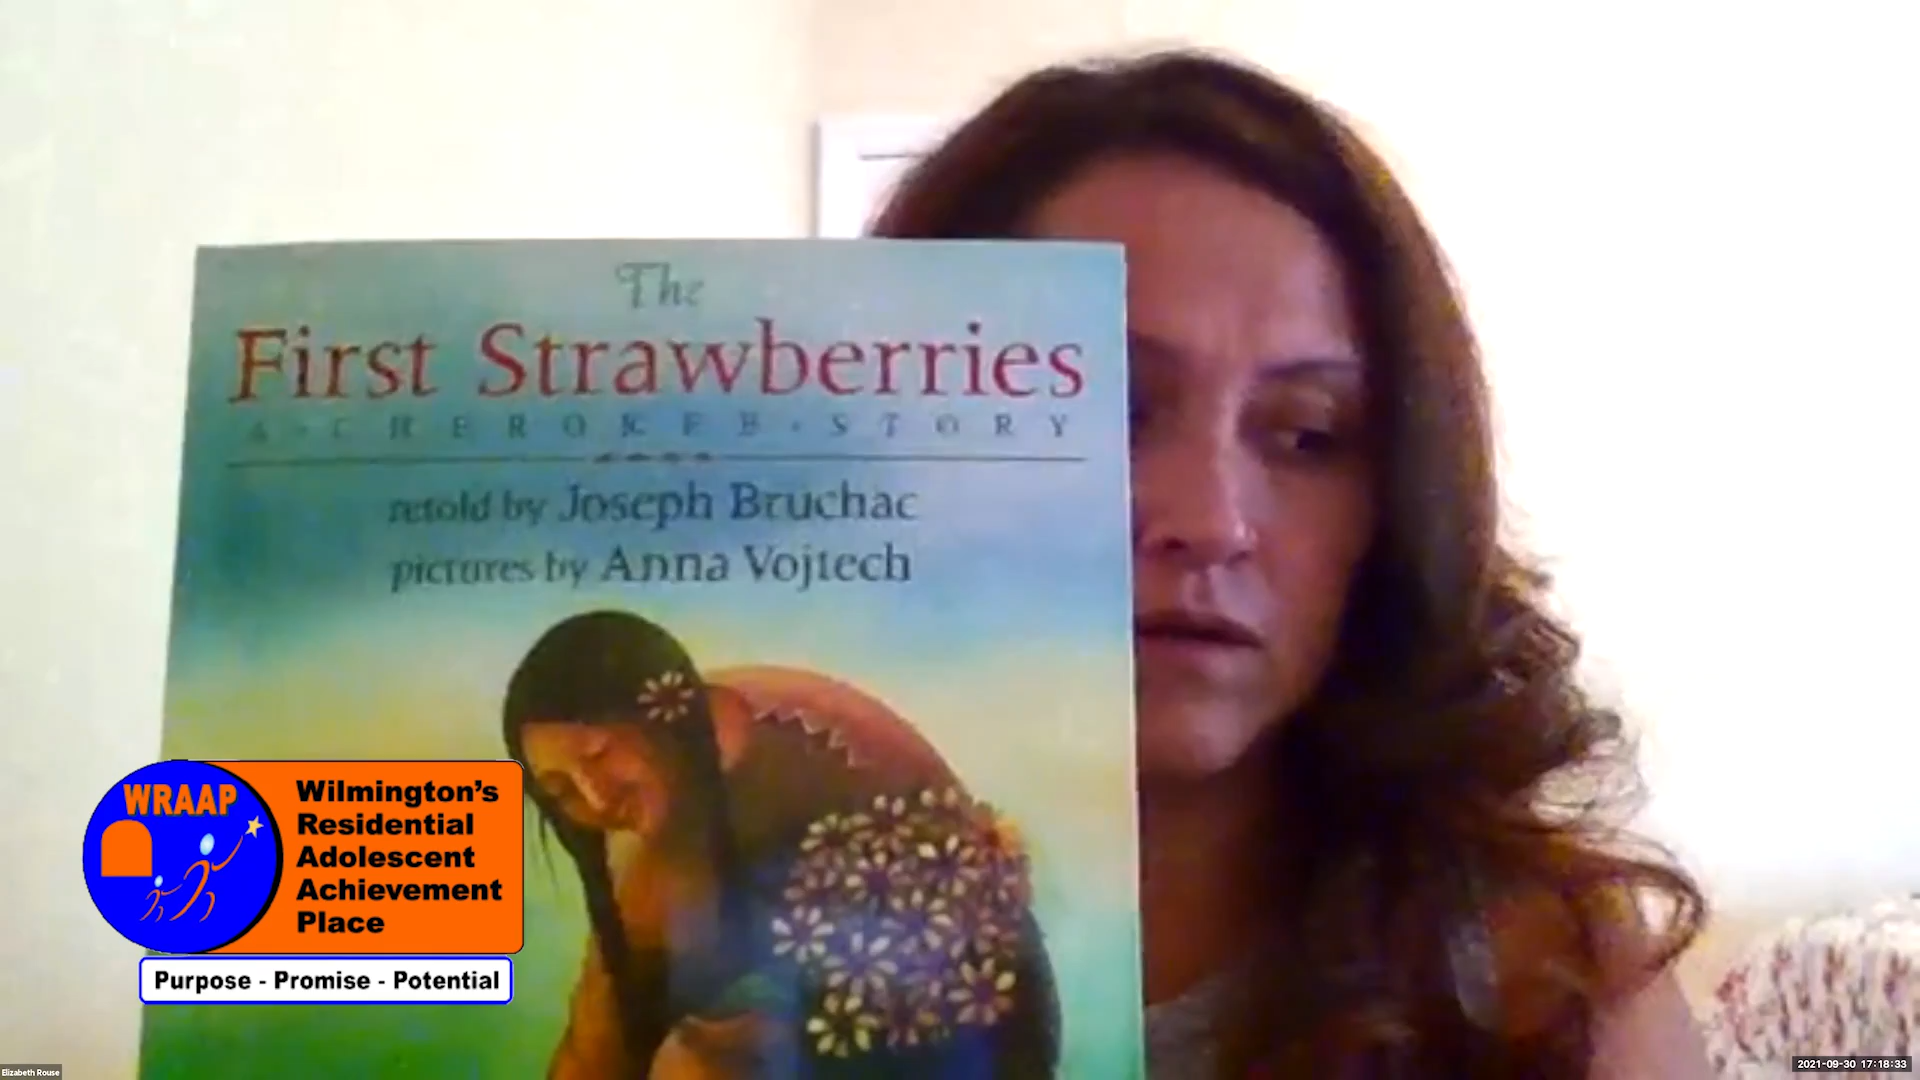 The
First Strawberries
A • CHEROKEE • STORY
retold by Joseph Bruchac
pictures by Anna Vojtech
WRAAP
Wilmington's
Residential
Adolescent
Achievement
Place
Purpose - Promise - Potential
Elizabeth Rouse
2021-09-30 17:18:33